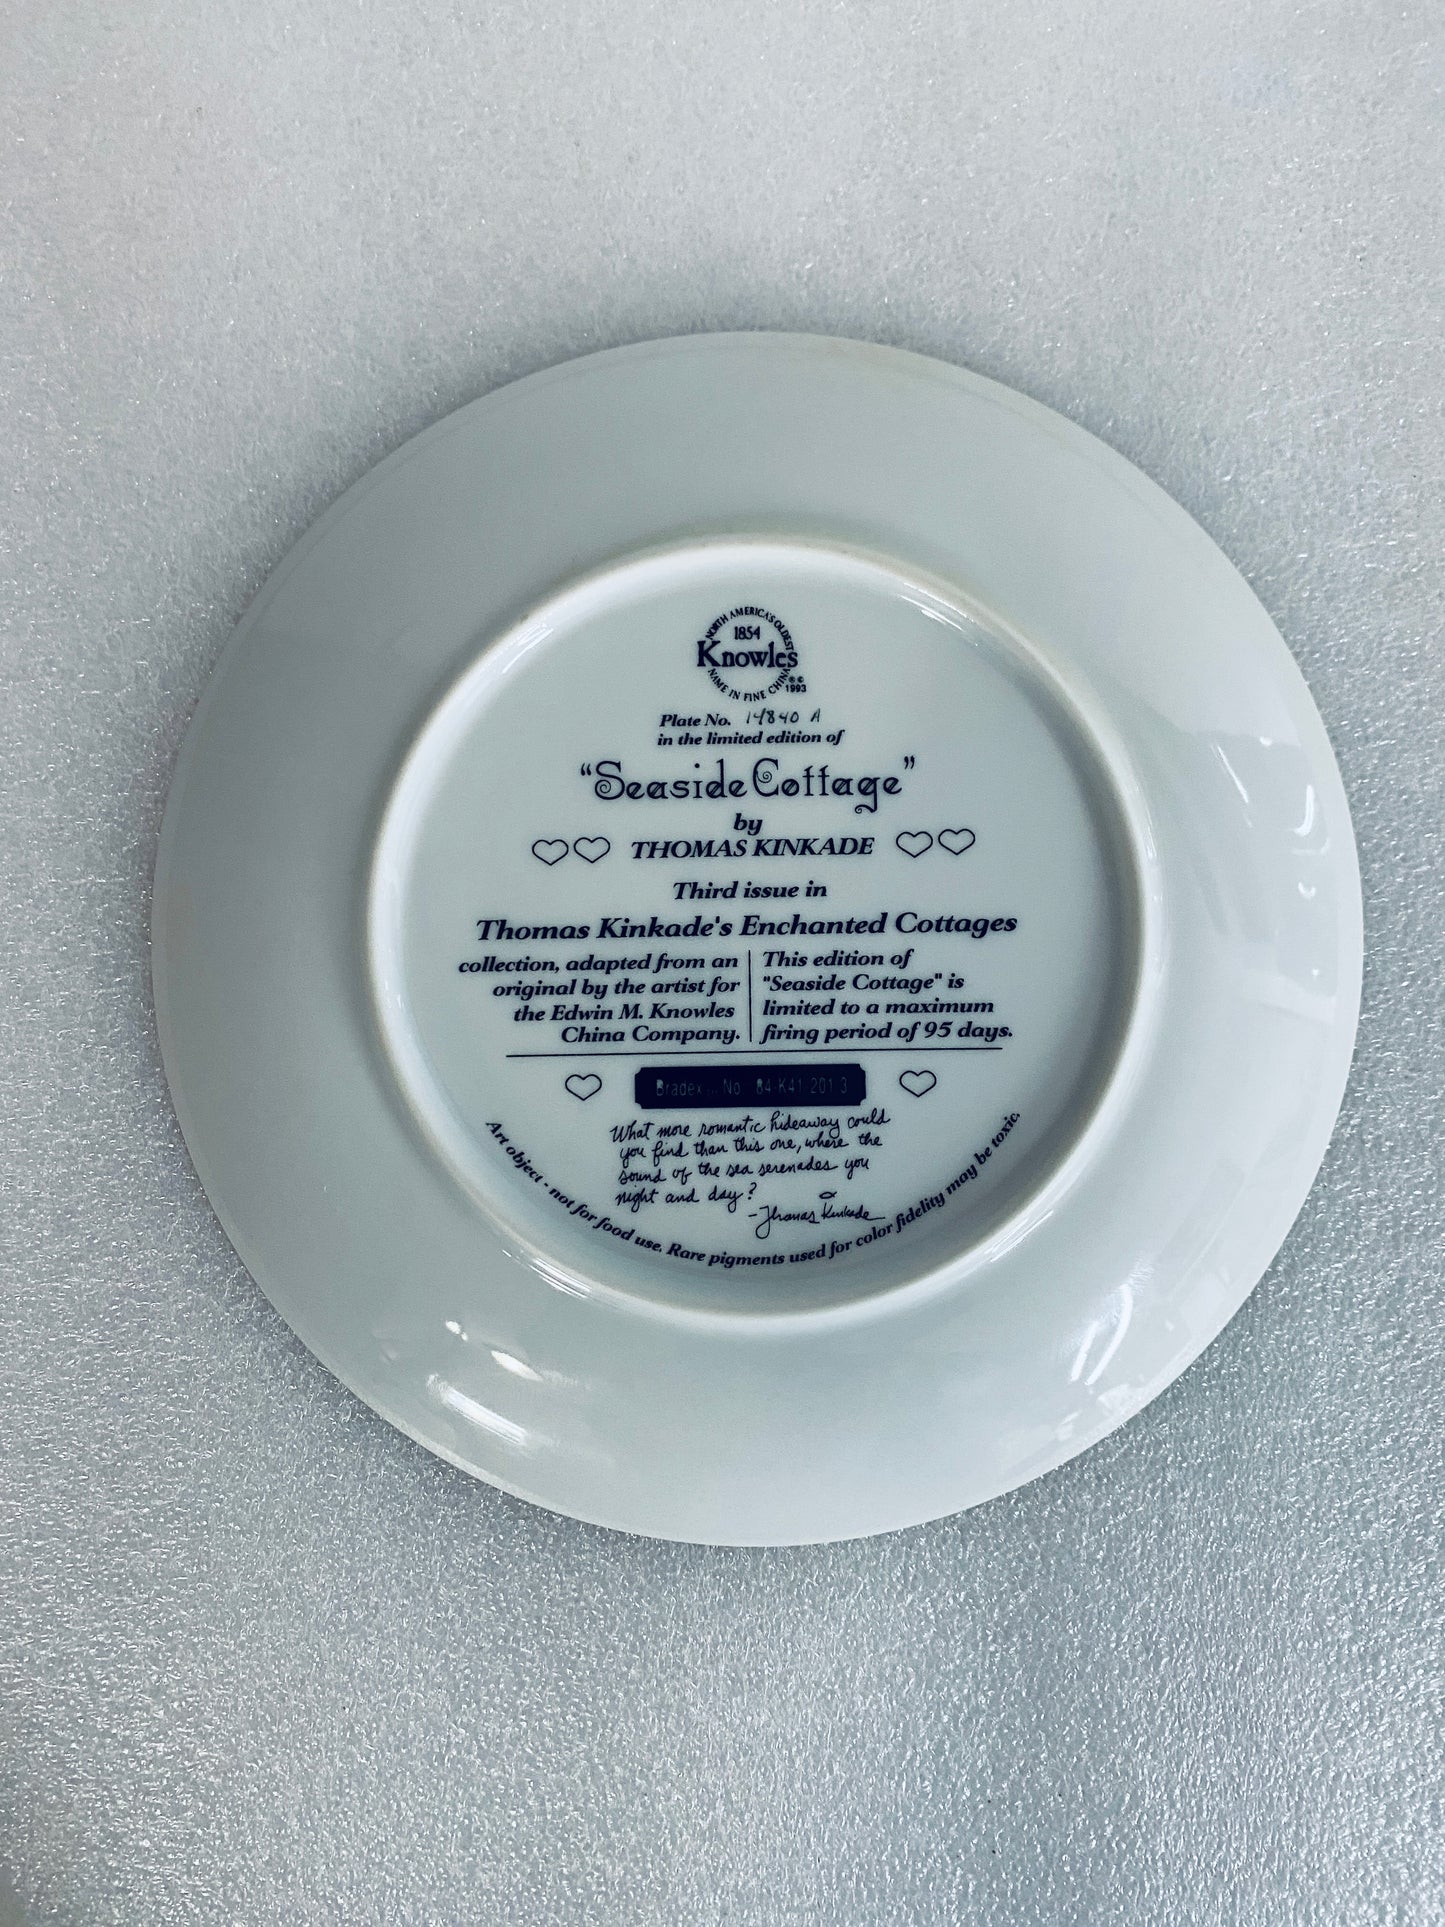 NORTH AMERICA'S OLDEST
1854
Knowles
NAME IN FINE CHINA
® ©
1993
Plate No. 14840 A
in the limited edition of
“Seaside Cottage”
by
THOMAS KINKADE
Third issue in
Thomas Kinkade's Enchanted Cottages
collection, adapted from an
original by the artist for
the Edwin M. Knowles
China Company.
This edition of
"Seaside Cottage" is
limited to a maximum
firing period of 95 days.
No. 84-K41-201.3
What more romantic hideaway could
you find than this one, where the
sound of the sea serenades you
night and day?
-Thomas Kinkade
Art object - not for food use. Rare pigments used for color fidelity may be toxic.